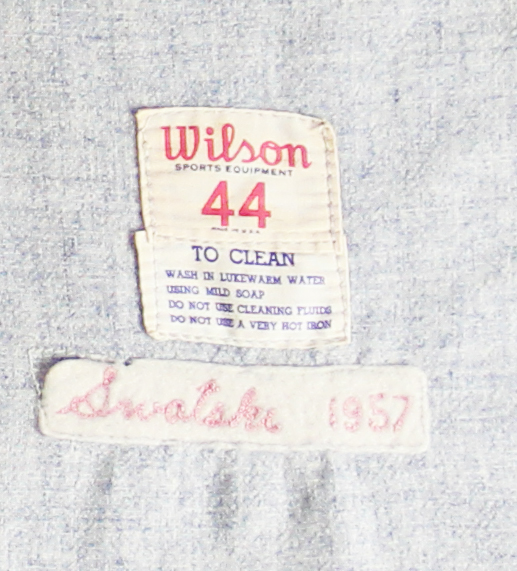 Wilson
SPORTS EQUIPMENT
44
TO CLEAN
WASH IN LUKEWARM WATER
USING MILD SOAP
DO NOT USE CLEANING FLUIDS
DO NOT USE A VERY HOT IRON
Swatski 1957